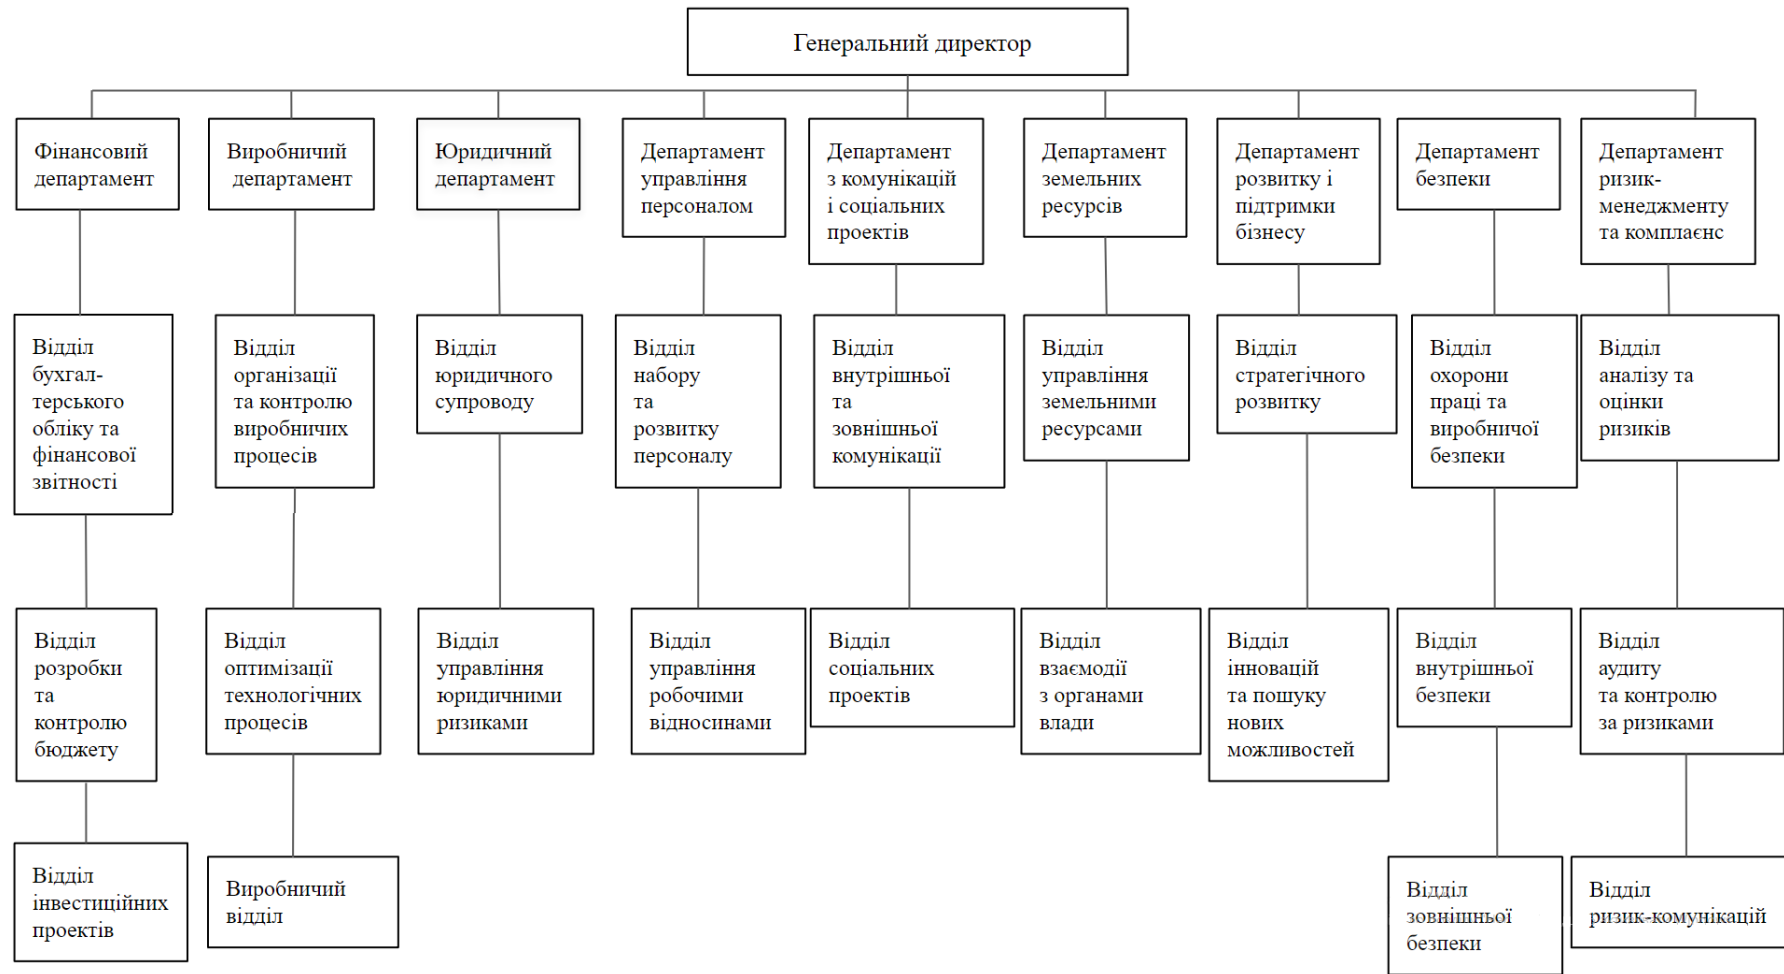 Генеральний директор
Фінансовий
департамент
Виробничий
департамент
Юридичний
департамент
Департамент
управління
персоналом
Департамент
з комунікацій
і соціальних
проектів
Департамент
земельних
ресурсів
Департамент
розвитку і
підтримки
бізнесу
Департамент
безпеки
Департамент
ризик-
менеджменту
та комплаєнс
Відділ
бухгал-
терського
обліку та
фінансової
звітності
Відділ
організації
та контролю
виробничих
процесів
Відділ
юридичного
супроводу
Відділ
набору
та
розвитку
персоналу
Відділ
внутрішньої
та
зовнішньої
комунікації
Відділ
управління
земельними
ресурсами
Відділ
стратегічного
розвитку
Відділ
охорони
праці та
виробничої
безпеки
Відділ
аналізу та
оцінки
ризиків
Відділ
розробки
та
контролю
бюджету
Відділ
оптимізації
технологічних
процесів
Відділ
управління
юридичними
ризиками
Відділ
управління
робочими
відносинами
Відділ
соціальних
проектів
Відділ
взаємодії
з органами
влади
Відділ
інновацій
та пошуку
нових
можливостей
Відділ
внутрішньої
безпеки
Відділ
аудиту
та контролю
за ризиками
Відділ
інвестиційних
проектів
Виробничий
відділ
Відділ
зовнішньої
безпеки
Відділ
ризик-комунікацій